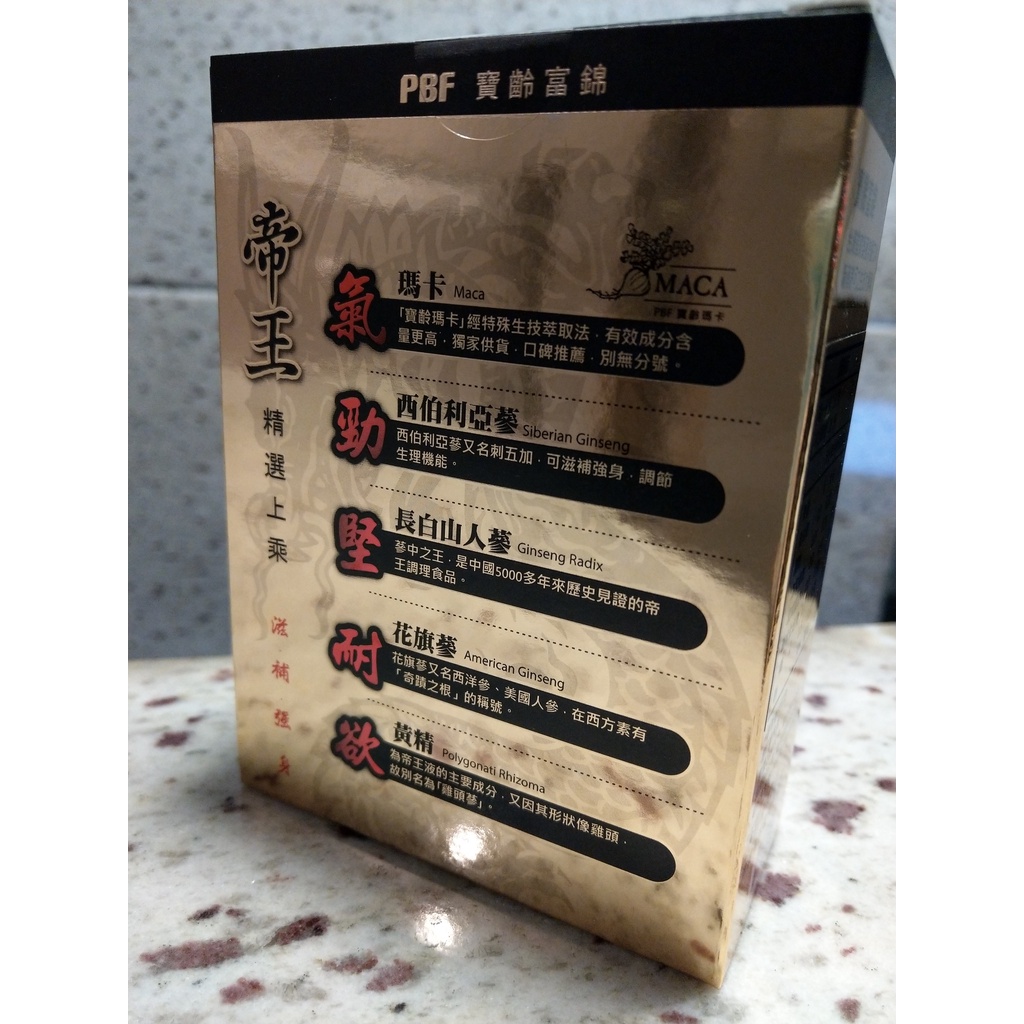 PBF 寶齡富錦
帝王
精選上乘
滋補強身
氣
瑪卡 Maca
「寶齡瑪卡」經特殊生技萃取法，有效成分含
量更高，獨家供貨，口碑推薦，別無分號。
MACA
PBF 寶齡瑪卡
勁
西伯利亞蔘 Siberian Ginseng
西伯利亞蔘又名刺五加，可滋補強身，調節
生理機能。
堅
長白山人蔘 Ginseng Radix
蔘中之王，是中國5000多年來歷史見證的帝
王調理食品。
耐
花旗蔘 American Ginseng
花旗蔘又名西洋參、美國人參，在西方素有
「奇蹟之根」的稱號。
欲
黃精 Polygonati Rhizoma
為帝王液的主要成分，又因其形狀像雞頭，
故別名為「雞頭蔘」。